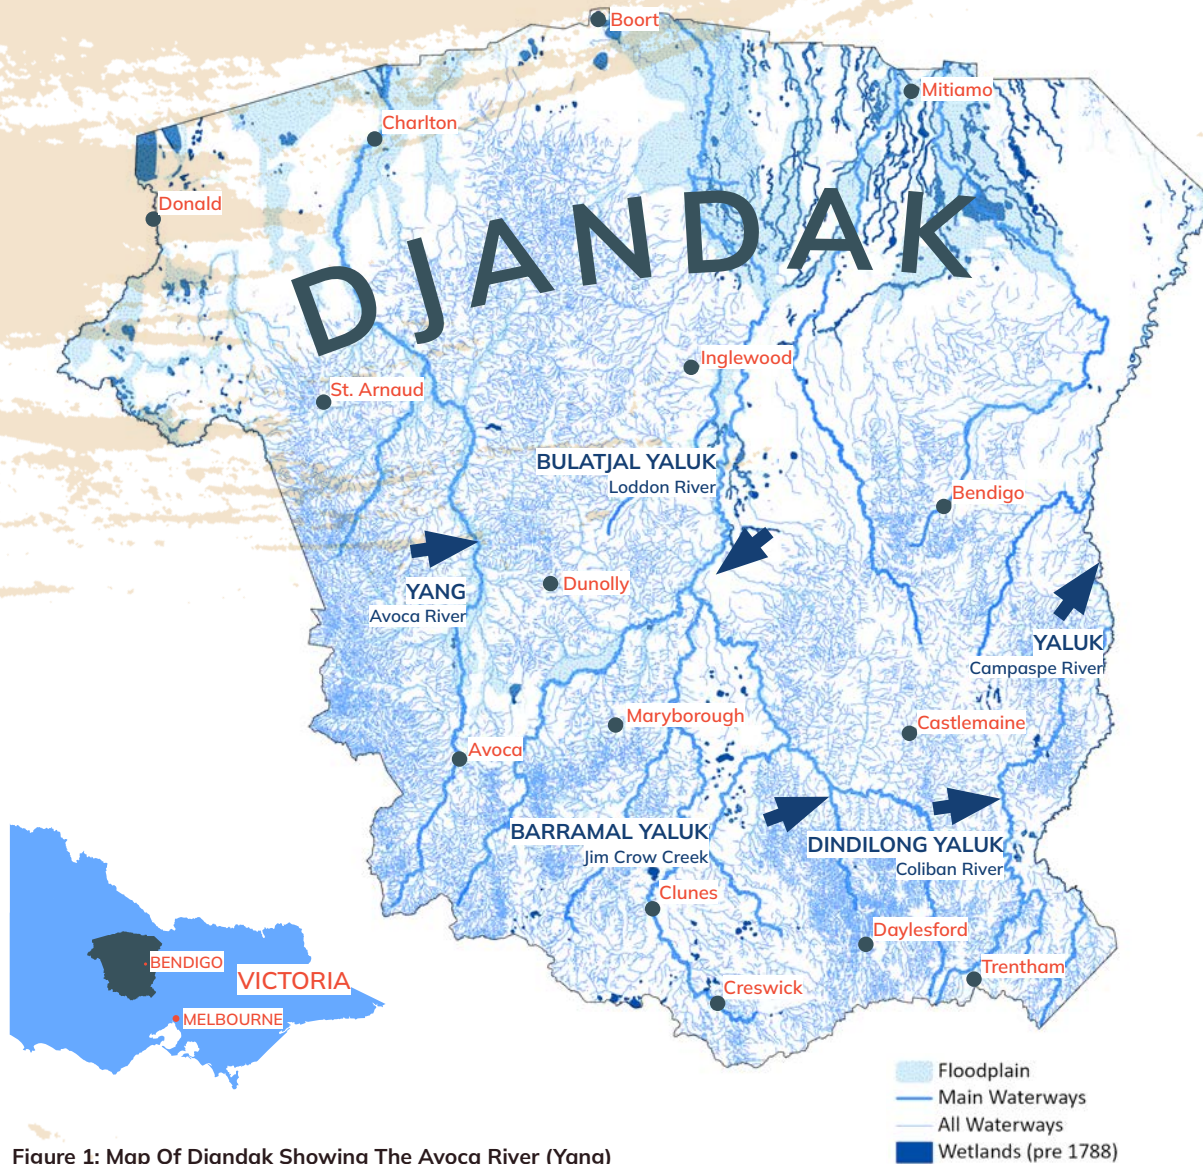 Boort
Mitiamo
Charlton
Donald
DJANDAK
Inglewood
St. Arnaud
BULATJAL YALUK
Loddon River
Bendigo
Dunolly
YANG
Avoca River
YALUK
Campaspe River
Maryborough
Castlemaine
Avoca
BARRAMAL YALUK
Jim Crow Creek
DINDILONG YALUK
Coliban River
Clunes
Daylesford
Trentham
Creswick
BENDIGO
VICTORIA
MELBOURNE
Floodplain
Main Waterways
All Waterways
Wetlands (pre 1788)
Figure 1: Map Of Djandak Showing The Avoca River (Yang)